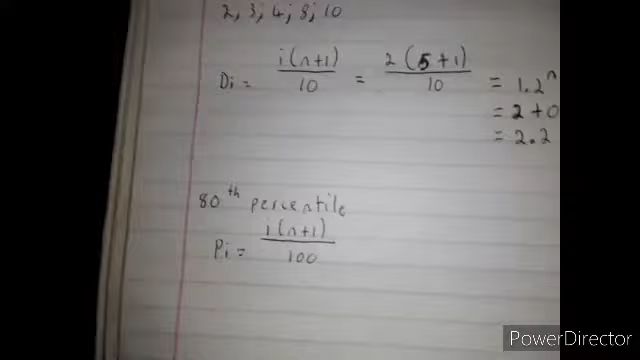 2, 3; 4; 8; 10
Di = i(n+1)/10 = 2(5+1)/10 = 1.2
= 2 + 0
= 2.2
80th percentile
Pi = i(n+1)/100
PowerDirector